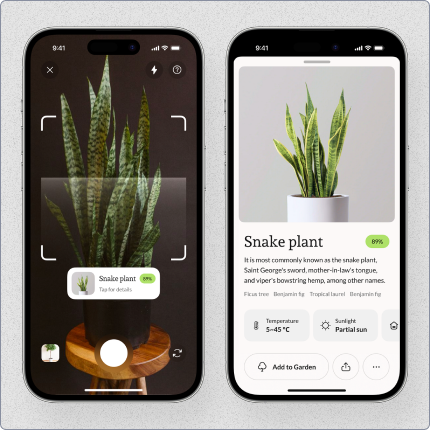 9:41
Snake plant
89%
Tap for details
9:41
Snake plant
89%
It is most commonly known as the snake plant,
Saint George's sword, mother-in-law's tongue,
and viper's bowstring hemp, among other names.
Ficus tree Benjamin fig Tropical laurel Benjamin fig
Temperature
5–45 °C
Sunlight
Partial sun
Add to Garden